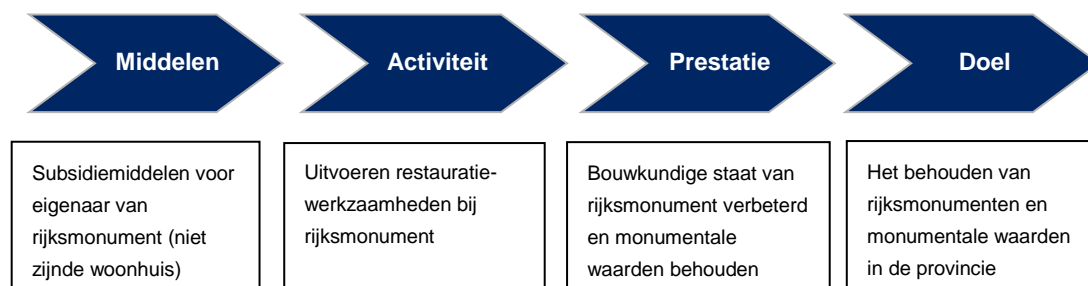 Middelen
Activiteit
Prestatie
Doel
Subsidiemiddelen voor
eigenaar van
rijksmonument (niet
zijnde woonhuis)
Uitvoeren restauratie-
werkzaamheden bij
rijksmonument
Bouwkundige staat van
rijksmonument verbeterd
en monumentale
waarden behouden
Het behouden van
rijksmonumenten en
monumentale waarden
in de provincie